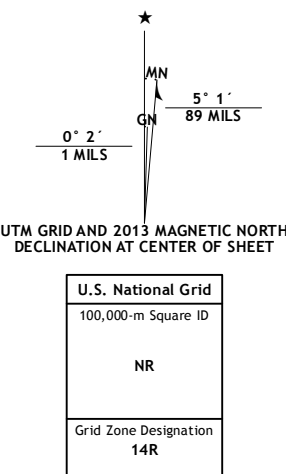 ★
MN
GN
5° 1´
89 MILS
0° 2´
1 MILS
UTM GRID AND 2013 MAGNETIC NORTH
DECLINATION AT CENTER OF SHEET
U.S. National Grid
100,000-m Square ID
NR
Grid Zone Designation
14R